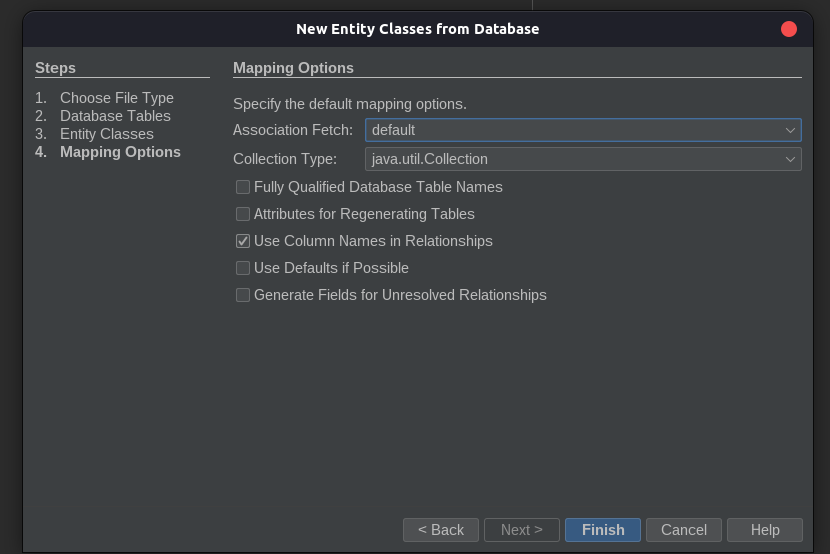 New Entity Classes from Database
Steps
1. Choose File Type
2. Database Tables
3. Entity Classes
4. Mapping Options
Mapping Options
Specify the default mapping options.
Association Fetch: default
Collection Type: java.util.Collection
Fully Qualified Database Table Names
Attributes for Regenerating Tables
Use Column Names in Relationships
Use Defaults if Possible
Generate Fields for Unresolved Relationships
< Back Next > Finish Cancel Help